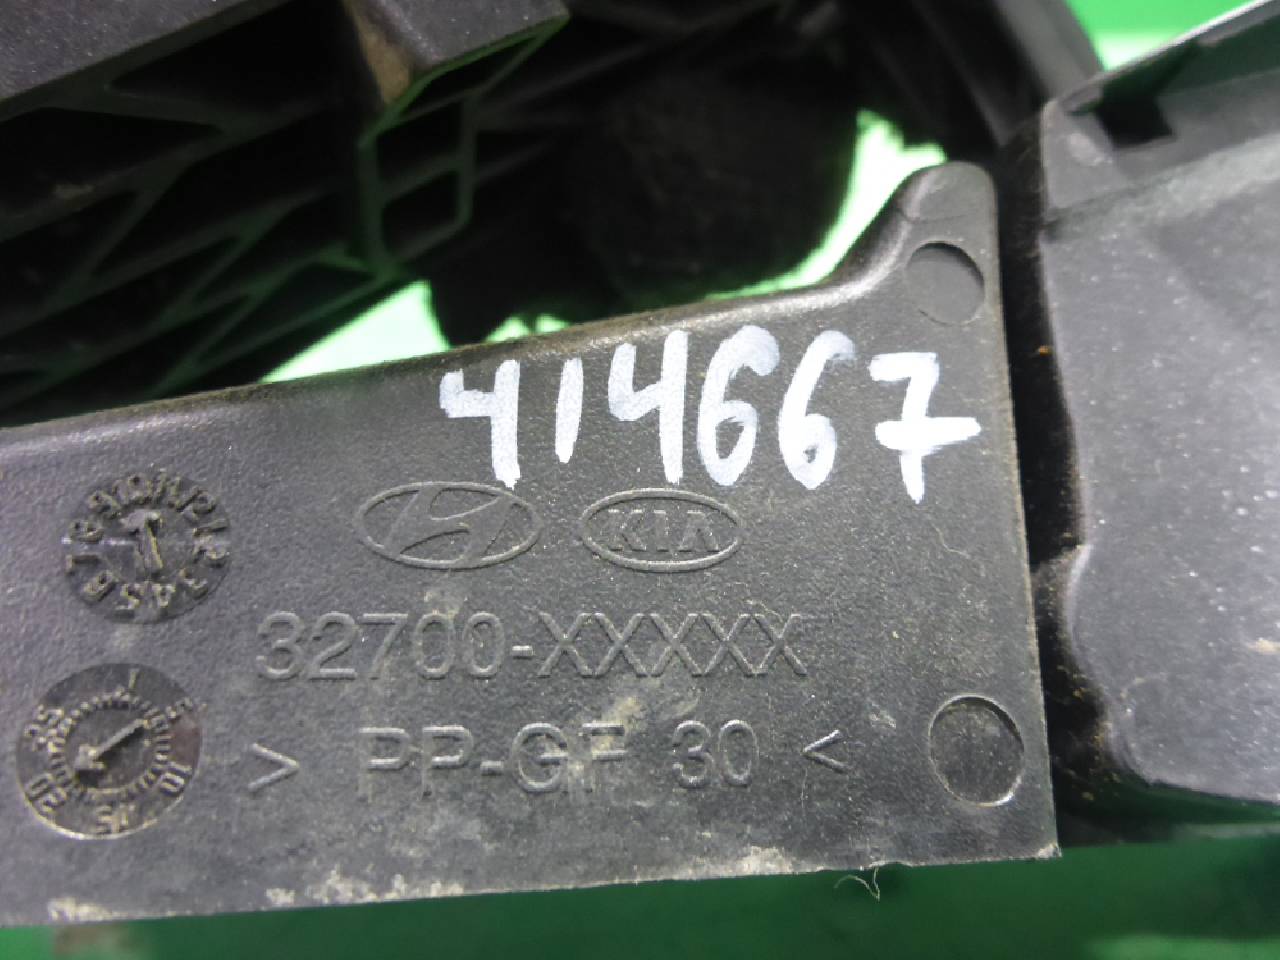 414667
KIA
32700-XXXXX
> PP-GF 30 <